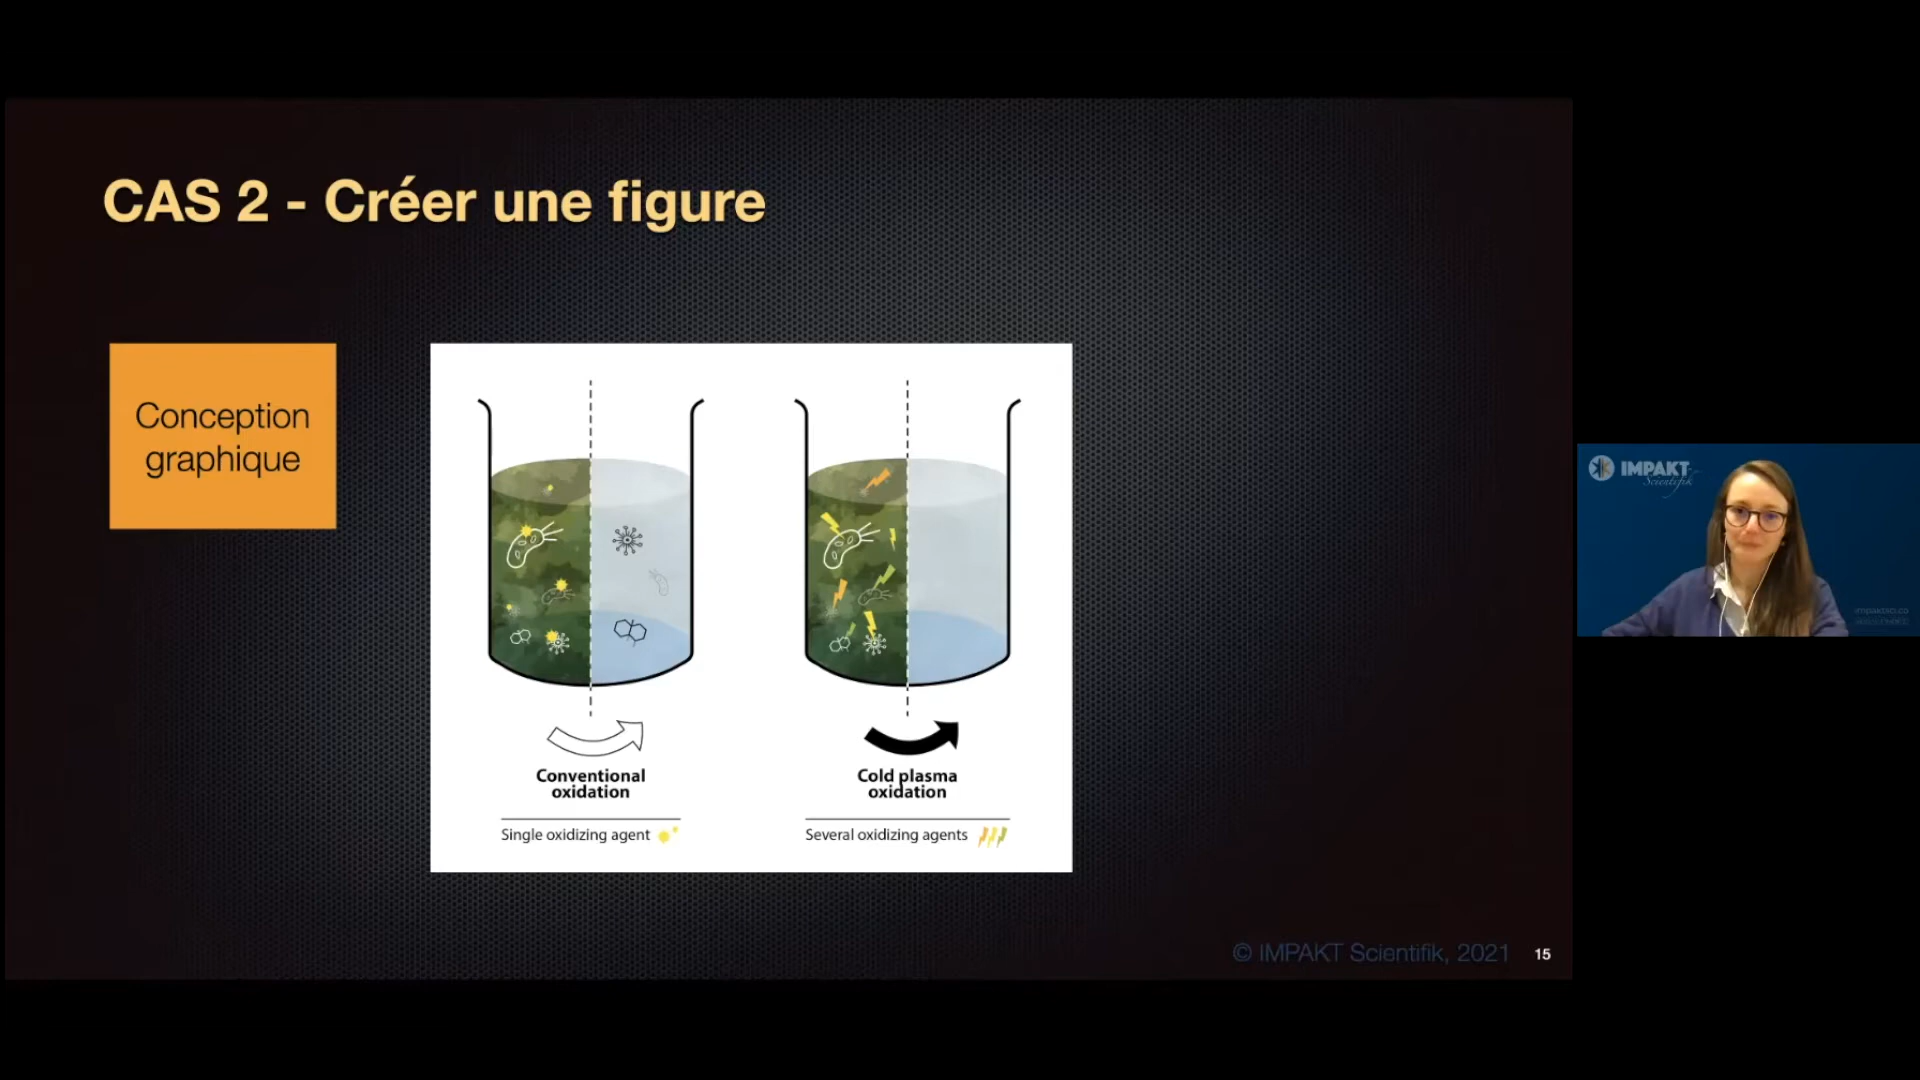 CAS 2 - Créer une figure
Conception
graphique
Conventional
oxidation
Single oxidizing agent
Cold plasma
oxidation
Several oxidizing agents
© IMPAKT Scientifik, 2021
15
IMPAKT
Scientifik